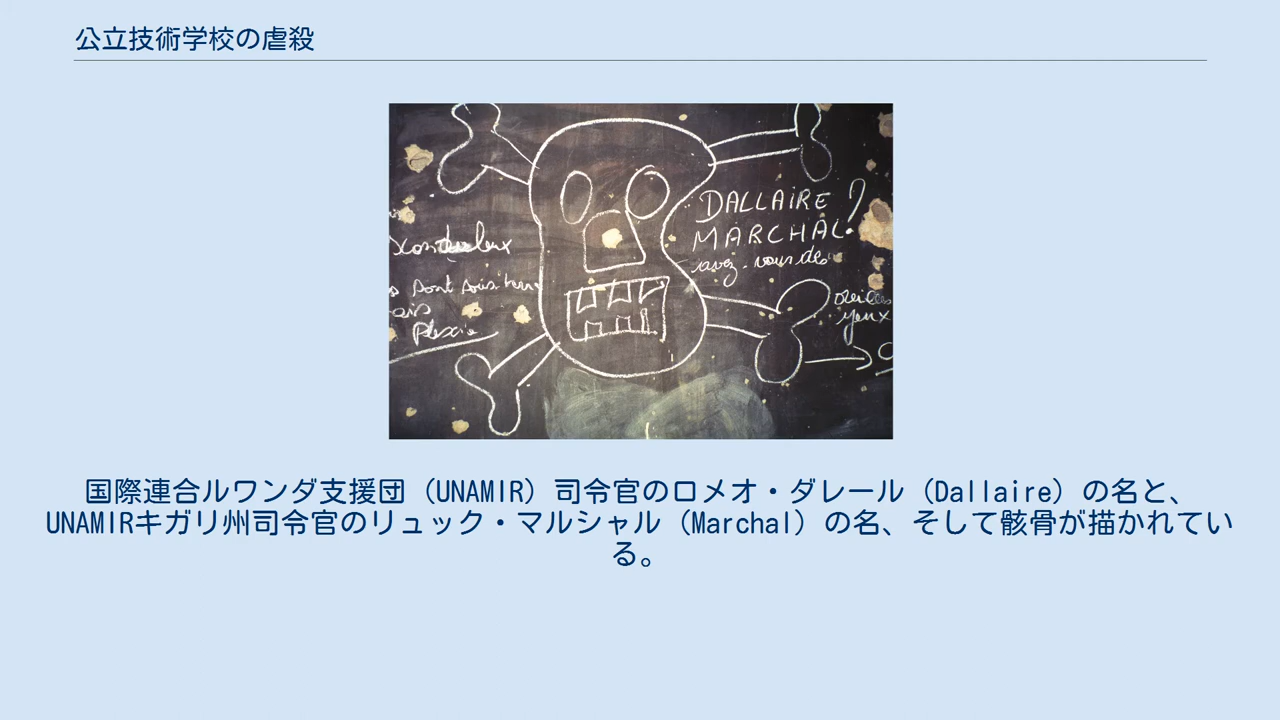 公立技術学校の虐殺
DALLAIRE ?
MARCHAL
avez-vous des
yeux
国際連合ルワンダ支援団（UNAMIR）司令官のロメオ・ダレール（Dallaire）の名と、
UNAMIRキガリ州司令官のリュック・マルシャル（Marchal）の名、そして骸骨が描かれてい
る。